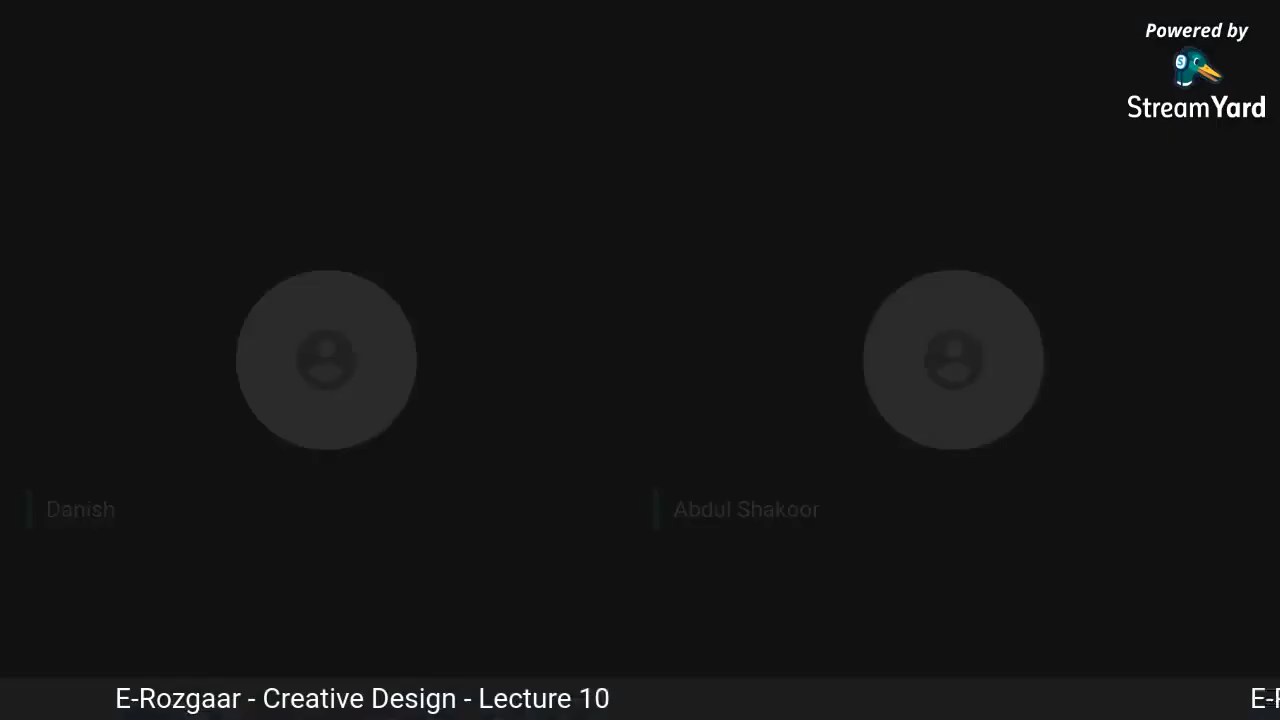 Powered by
StreamYard
Danish
Abdul Shakoor
E-Rozgaar - Creative Design - Lecture 10